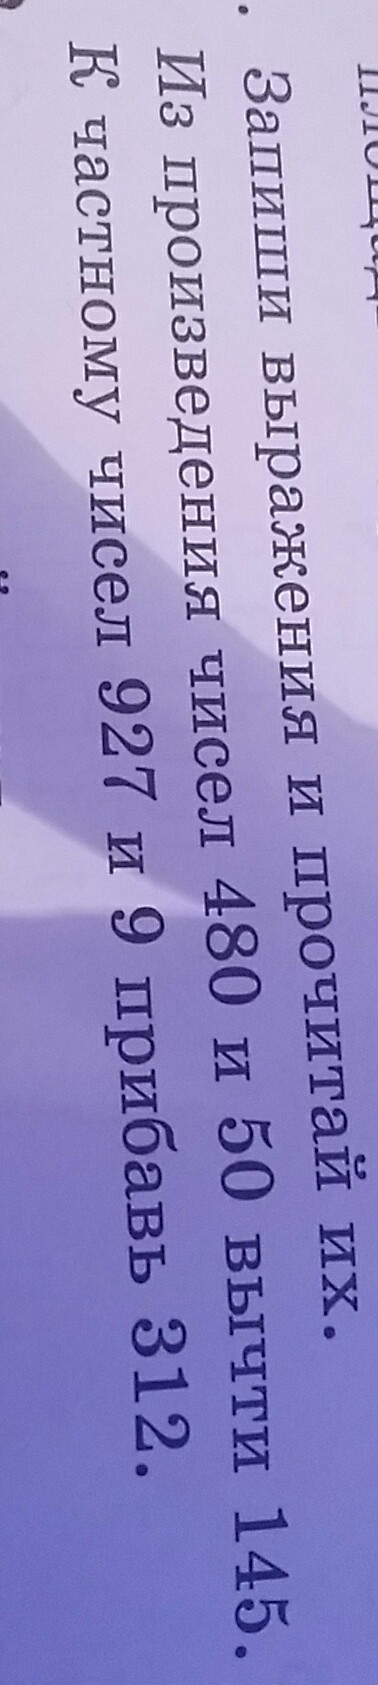 . Запиши выражения и прочитай их.
Из произведения чисел 480 и 50 вычти 145.
К частному чисел 927 и 9 прибавь 312.